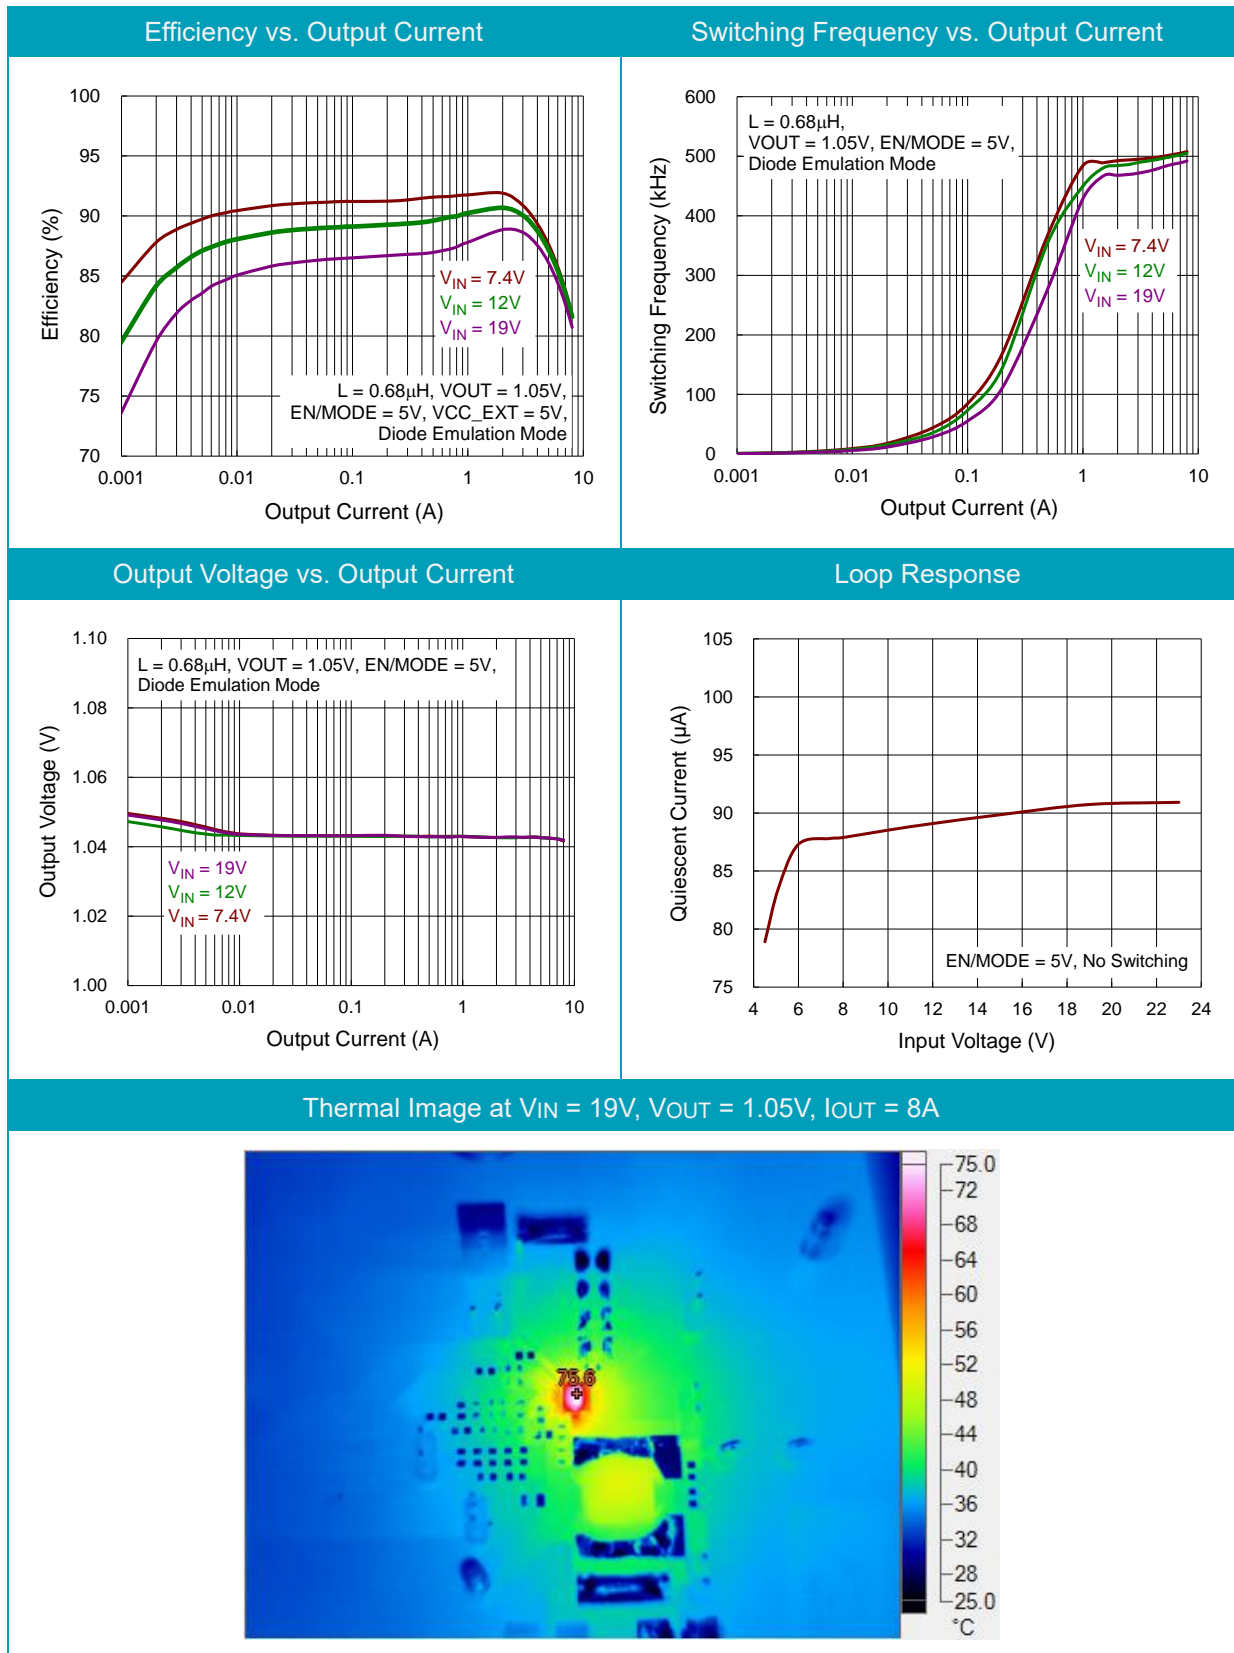 Efficiency vs. Output Current
100
95
90
85
80
75
70
Efficiency (%)
VIN = 7.4V
VIN = 12V
VIN = 19V
L = 0.68μH, VOUT = 1.05V,
EN/MODE = 5V, VCC_EXT = 5V,
Diode Emulation Mode
0.001 0.01 0.1 1 10
Output Current (A)
Switching Frequency vs. Output Current
600
500
400
300
200
100
0
Switching Frequency (kHz)
L = 0.68μH,
VOUT = 1.05V, EN/MODE = 5V,
Diode Emulation Mode
VIN = 7.4V
VIN = 12V
VIN = 19V
0.001 0.01 0.1 1 10
Output Current (A)
Output Voltage vs. Output Current
1.10
1.08
1.06
1.04
1.02
1.00
Output Voltage (V)
L = 0.68μH, VOUT = 1.05V, EN/MODE = 5V,
Diode Emulation Mode
VIN = 19V
VIN = 12V
VIN = 7.4V
0.001 0.01 0.1 1 10
Output Current (A)
Loop Response
105
100
95
90
85
80
75
Quiescent Current (μA)
EN/MODE = 5V, No Switching
4 6 8 10 12 14 16 18 20 22 24
Input Voltage (V)
Thermal Image at VIN = 19V, VOUT = 1.05V, IOUT = 8A
75.6
75.0
72
68
64
60
56
52
48
44
40
36
32
28
25.0
°C